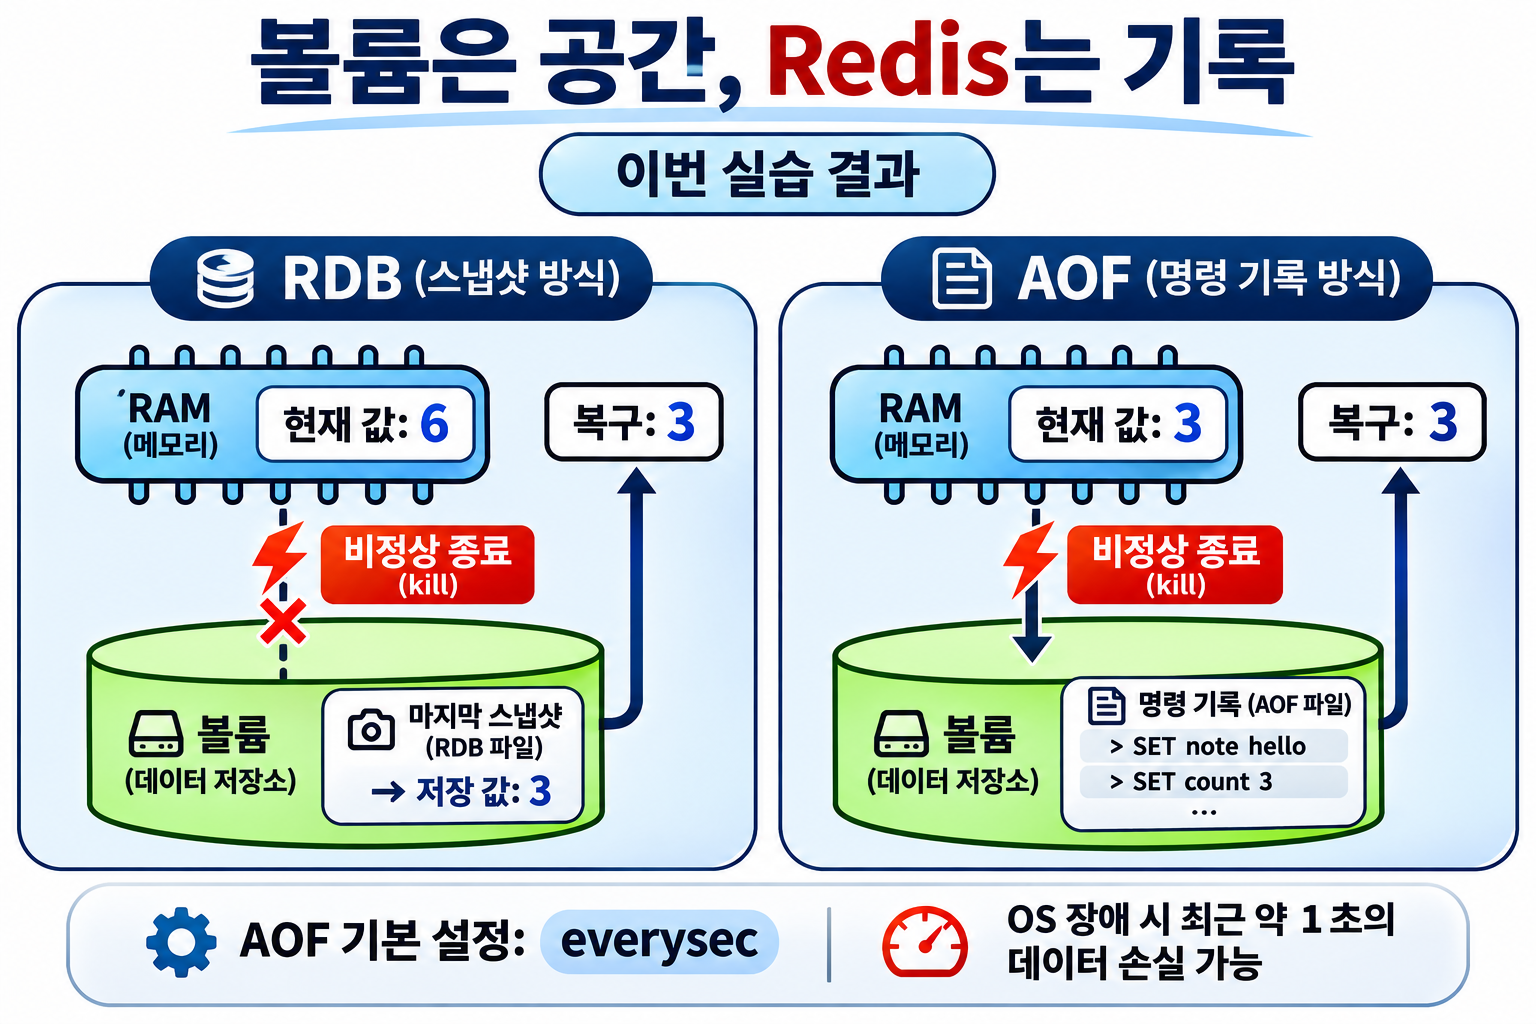 볼륨은 공간, Redis는 기록
이번 실습 결과
RDB (스냅샷 방식)
RAM
(메모리)
현재 값: 6
복구: 3
비정상 종료
(kill)
볼륨
(데이터 저장소)
마지막 스냅샷
(RDB 파일)
→ 저장 값: 3
AOF (명령 기록 방식)
RAM
(메모리)
현재 값: 3
복구: 3
비정상 종료
(kill)
볼륨
(데이터 저장소)
명령 기록 (AOF 파일)
> SET note hello
> SET count 3
...
AOF 기본 설정: everysec
OS 장애 시 최근 약 1초의
데이터 손실 가능